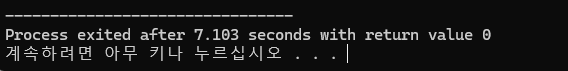 --------------------------------
Process exited after 7.103 seconds with return value 0
계속하려면 아무 키나 누르십시오 . . .